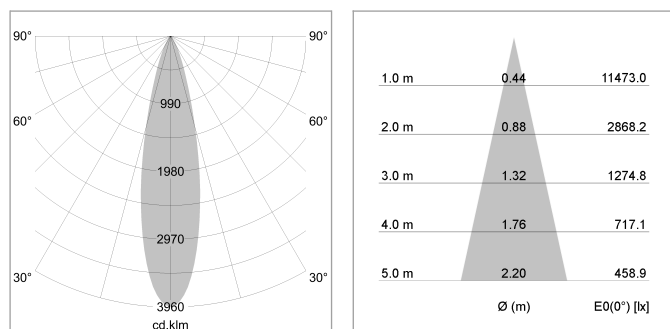 90° 90°
990
60° 60°
1980
2970
30° 30°
3960
cd.klm
1.0 m 0.44 11473.0
2.0 m 0.88 2868.2
3.0 m 1.32 1274.8
4.0 m 1.76 717.1
5.0 m 2.20 458.9
Ø (m) E0(0°) [lx]